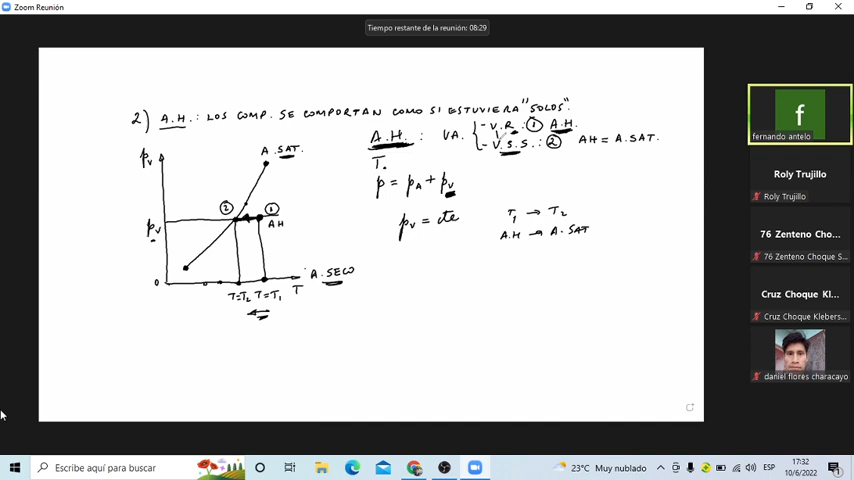 Zoom Reunión
Tiempo restante de la reunión: 08:29
2) A.H.: LOS COMP. SE COMPORTAN COMO SI ESTUVIERA "SOLOS".
A.H. : VA. - V.R. : 1 A.H.
- V.S.S. : 2 AH = A.SAT.
T.
p = pA + pv
pv = cte
T1 → T2
A.H → A.SAT
pv
A.SAT.
2 1
AH
pv
A.SECO
0
T=T2 T=T1 T
f
fernando antelo
Roly Trujillo
Roly Trujillo
76 Zenteno Cho...
76 Zenteno Choque S...
Cruz Choque Kl...
Cruz Choque Klebers...
daniel flores characayo
Escribe aquí para buscar
23°C Muy nublado
ESP
17:32
10/6/2022
1